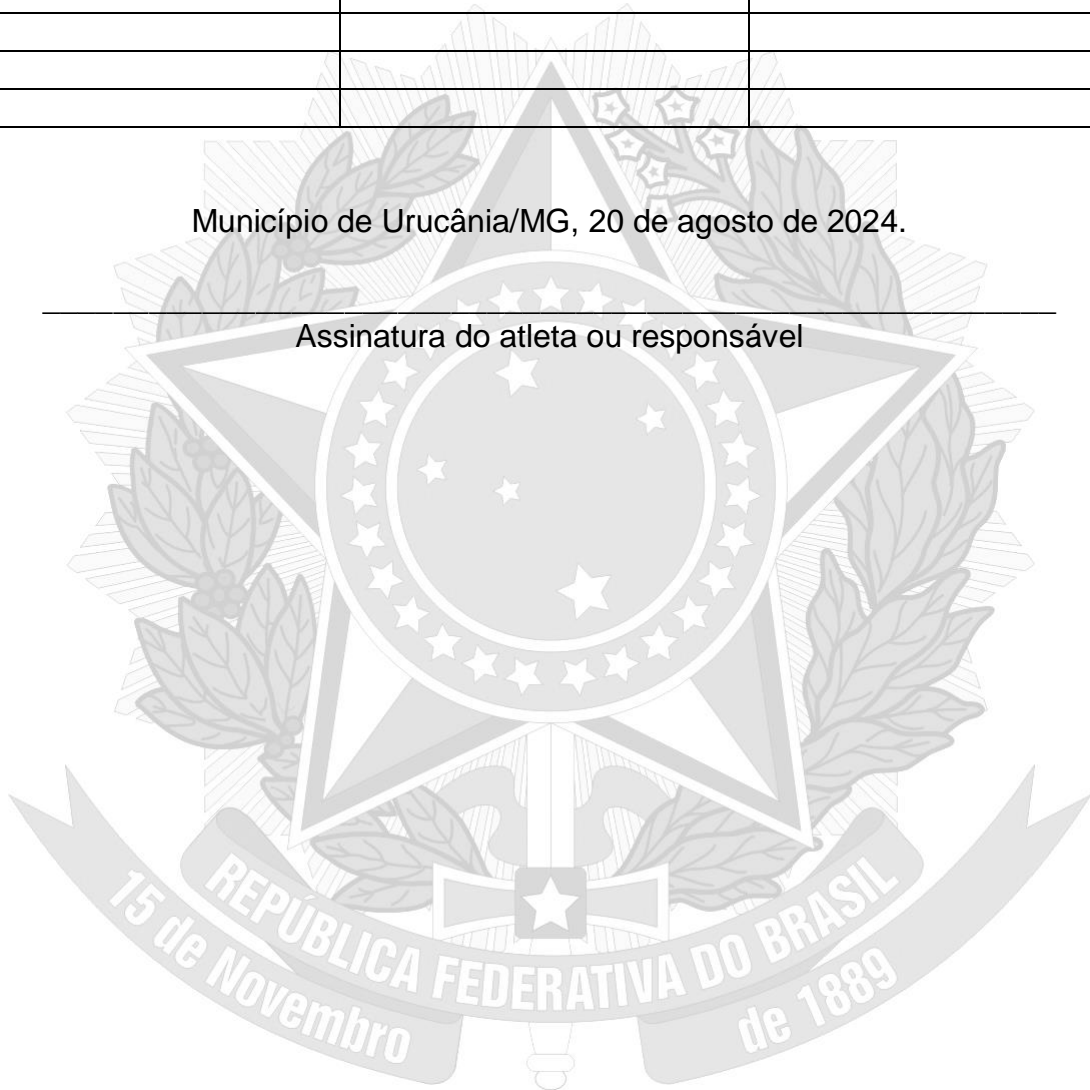 Município de Urucânia/MG, 20 de agosto de 2024.
Assinatura do atleta ou responsável
REPÚBLICA FEDERATIVA DO BRASIL
15 de Novembro
de 1889